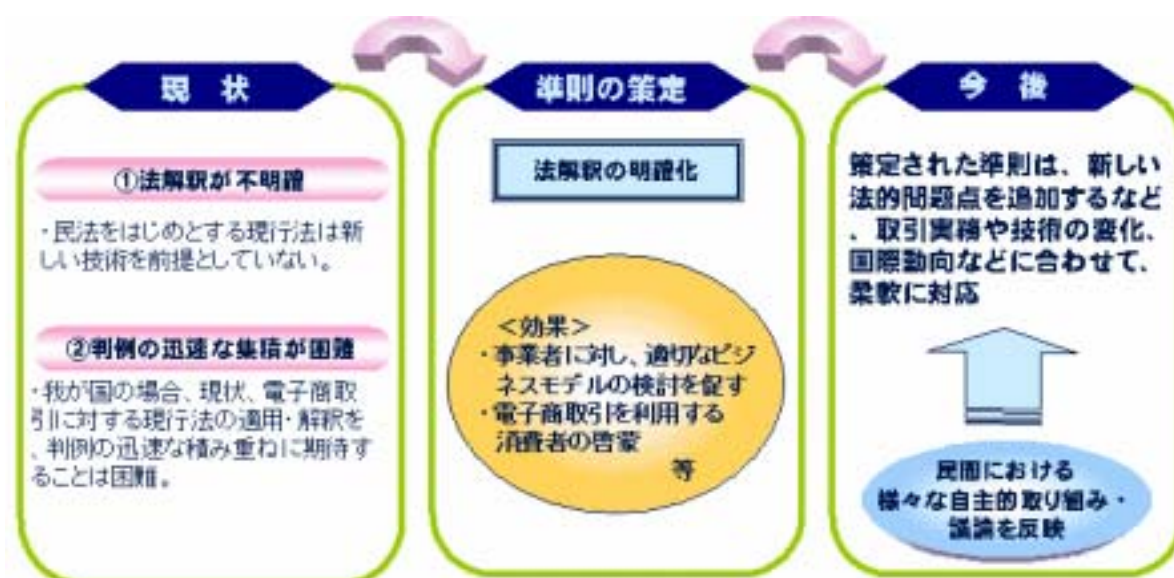 現 状
①法解釈が不明確
・民法をはじめとする現行法は新
しい技術を前提としていない。
②判例の迅速な集積が困難
・我が国の場合、現状、電子商取
引に対する現行法の適用・解釈を
、判例の迅速な積み重ねに期待す
ることは困難。
準則の策定
法解釈の明確化
＜効果＞
・事業者に対し、適切なビジ
ネスモデルの検討を促す
・電子商取引を利用する
消費者の啓蒙
等
今 後
策定された準則は、新しい
法的問題点を追加するなど
、取引実務や技術の変化、
国際動向などに合わせて、
柔軟に対応
民間における
様々な自主的取り組み・
議論を反映